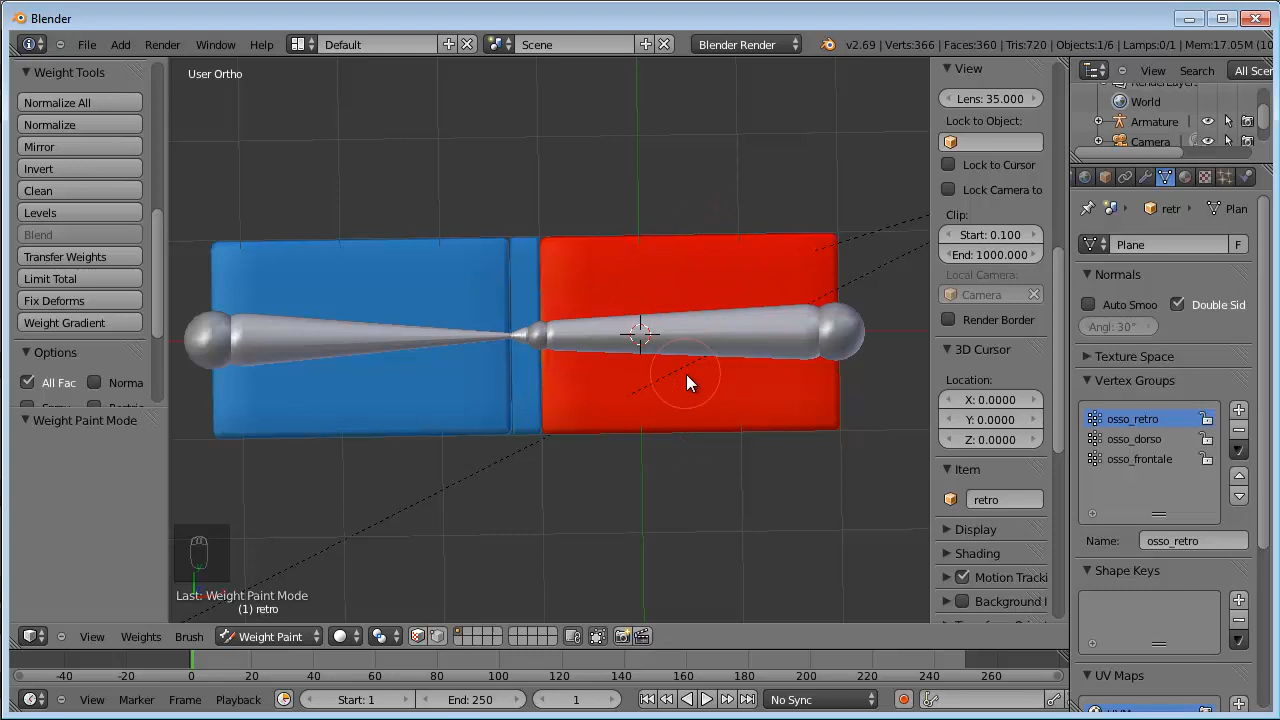 Blender
File Add Render Window Help Default Scene Blender Render v2.69 | Verts:366 | Faces:360 | Tris:720 | Objects:1/6 | Lamps:0/1 | Mem:17.05M (10
Weight Tools
Normalize All
Normalize
Mirror
Invert
Clean
Levels
Blend
Transfer Weights
Limit Total
Fix Deforms
Weight Gradient
Options
All Fac Norma
Weight Paint Mode
User Ortho
Last: Weight Paint Mode
(1) retro
View
Lens: 35.000
Lock to Object:
Lock to Cursor
Lock Camera to
Clip:
Start: 0.100
End: 1000.000
Local Camera:
Camera
Render Border
3D Cursor
Location:
X: 0.0000
Y: 0.0000
Z: 0.0000
Item
retro
Display
Shading
Motion Tracki
Background I
View Search All Scen
World
Armature
Camera
retr Plan
Plane F
Normals
Auto Smoo Double Sid
Angl: 30°
Texture Space
Vertex Groups
osso_retro
osso_dorso
osso_frontale
Name: osso_retro
Shape Keys
UV Maps
View Weights Brush Weight Paint
-40 -20 0 20 40 60 80 100 120 140 160 180 200 220 240 260
View Marker Frame Playback Start: 1 End: 250 1 No Sync